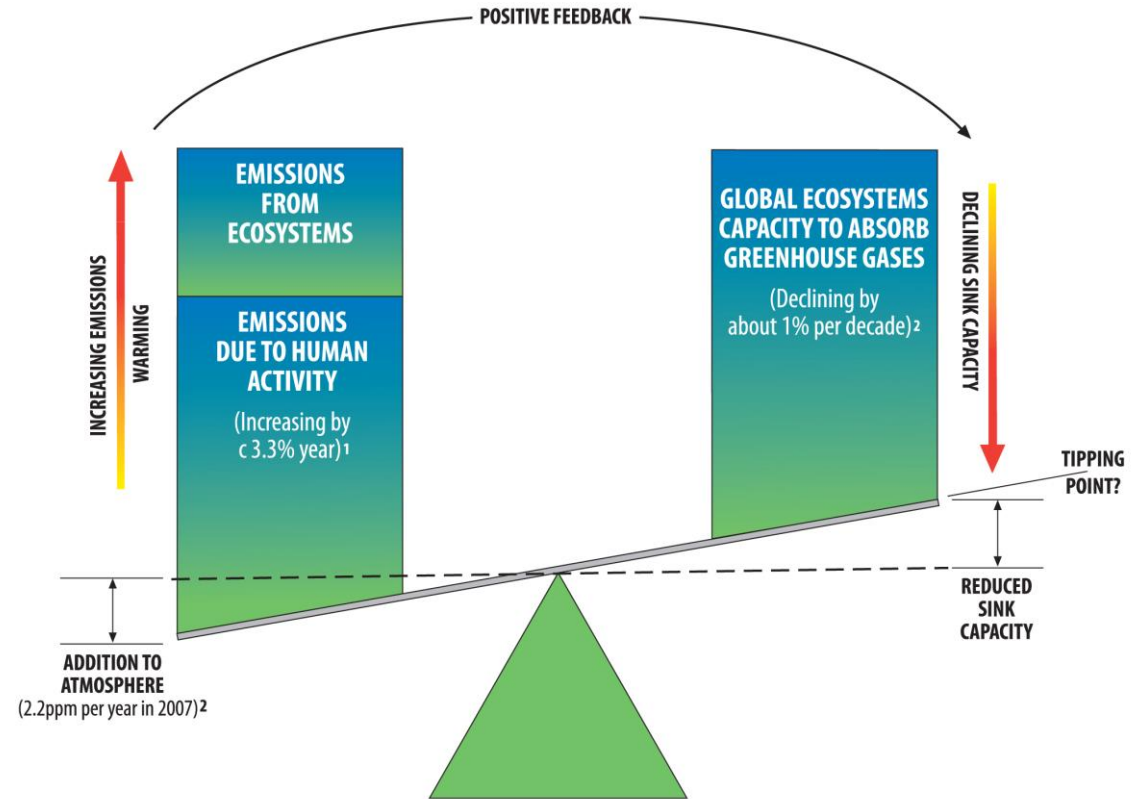 POSITIVE FEEDBACK
INCREASING EMISSIONS
WARMING
EMISSIONS
FROM
ECOSYSTEMS
EMISSIONS
DUE TO HUMAN
ACTIVITY
(Increasing by
c 3.3% year)1
GLOBAL ECOSYSTEMS
CAPACITY TO ABSORB
GREENHOUSE GASES
(Declining by
about 1% per decade)2
DECLINING SINK CAPACITY
TIPPING
POINT?
REDUCED
SINK
CAPACITY
ADDITION TO
ATMOSPHERE
(2.2ppm per year in 2007)2